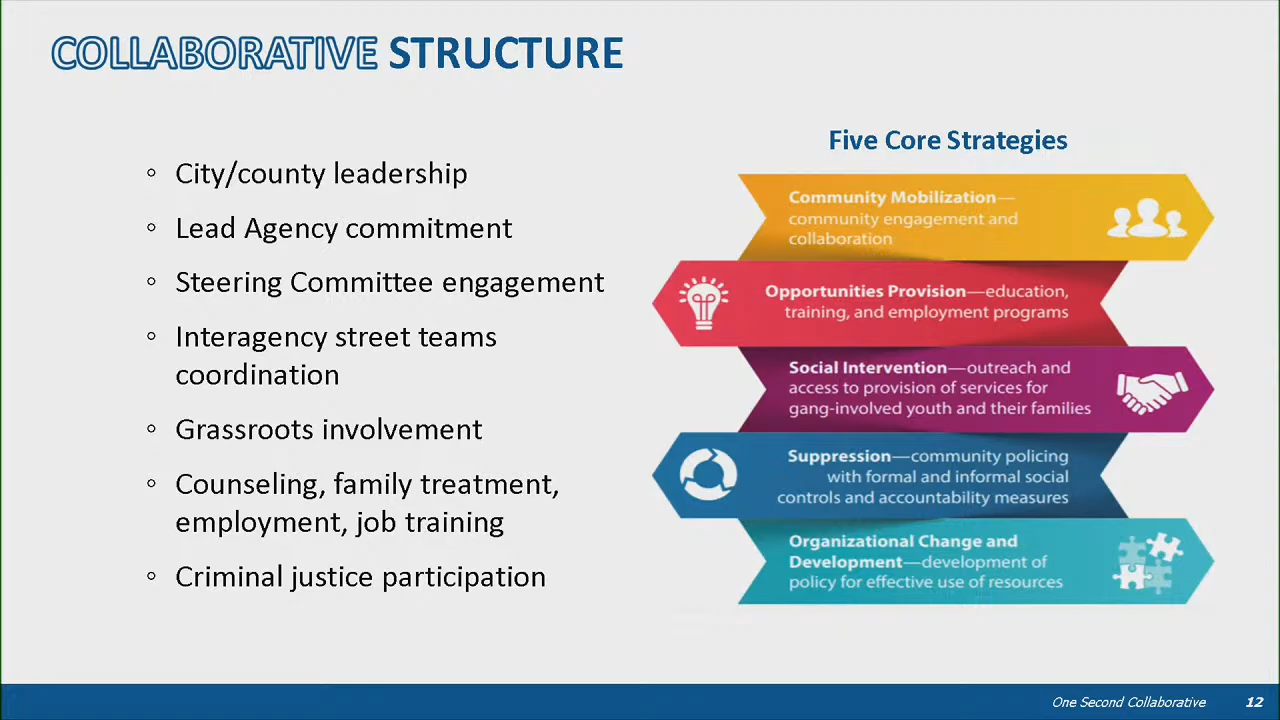 COLLABORATIVE STRUCTURE
◦ City/county leadership
◦ Lead Agency commitment
◦ Steering Committee engagement
◦ Interagency street teams
coordination
◦ Grassroots involvement
◦ Counseling, family treatment,
employment, job training
◦ Criminal justice participation
Five Core Strategies
Community Mobilization—
community engagement and
collaboration
Opportunities Provision—education,
training, and employment programs
Social Intervention—outreach and
access to provision of services for
gang-involved youth and their families
Suppression—community policing
with formal and informal social
controls and accountability measures
Organizational Change and
Development—development of
policy for effective use of resources
One Second Collaborative 12